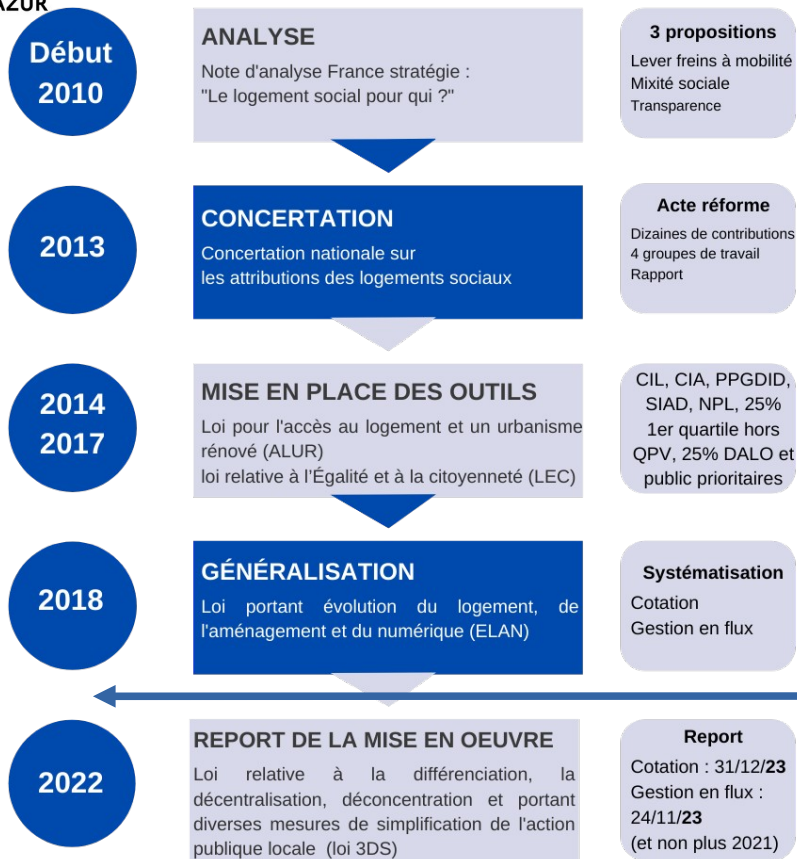 AZUR
Début
2010
ANALYSE
Note d'analyse France stratégie :
"Le logement social pour qui ?"
3 propositions
Lever freins à mobilité
Mixité sociale
Transparence
2013
CONCERTATION
Concertation nationale sur
les attributions des logements sociaux
Acte réforme
Dizaines de contributions
4 groupes de travail
Rapport
2014
2017
MISE EN PLACE DES OUTILS
Loi pour l'accès au logement et un urbanisme
rénové (ALUR)
loi relative à l'Égalité et à la citoyenneté (LEC)
CIL, CIA, PPGDID,
SIAD, NPL, 25%
1er quartile hors
QPV, 25% DALO et
public prioritaires
2018
GÉNÉRALISATION
Loi portant évolution du logement, de
l'aménagement et du numérique (ELAN)
Systématisation
Cotation
Gestion en flux
2022
REPORT DE LA MISE EN OEUVRE
Loi relative à la différenciation, la
décentralisation, déconcentration et portant
diverses mesures de simplification de l'action
publique locale (loi 3DS)
Report
Cotation : 31/12/23
Gestion en flux :
24/11/23
(et non plus 2021)